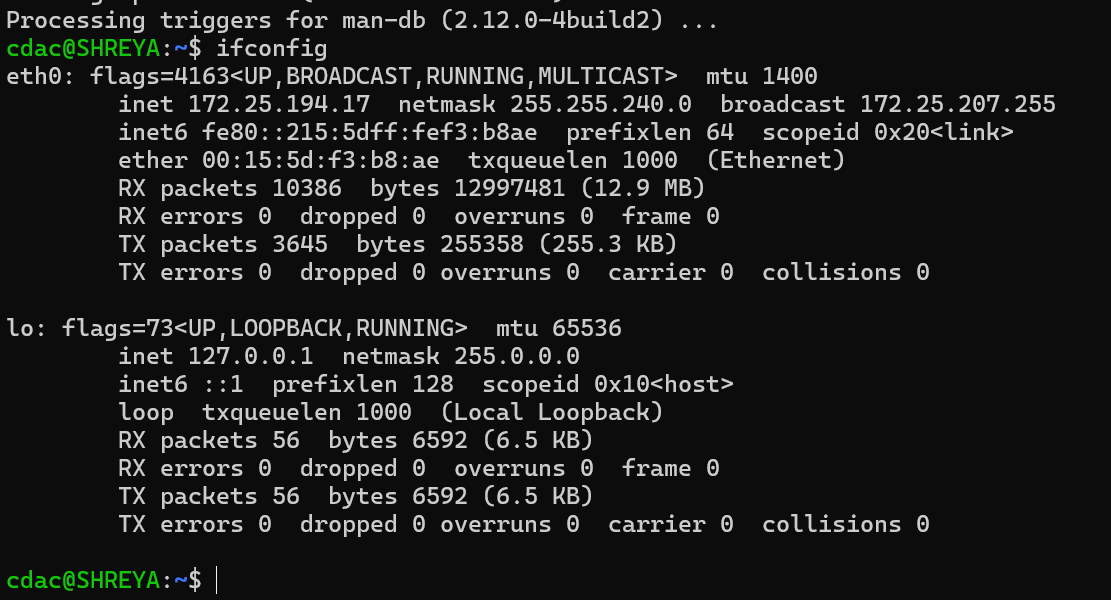 Processing triggers for man-db (2.12.0-4build2) ...
cdac@SHREYA:~$ ifconfig
eth0: flags=4163<UP,BROADCAST,RUNNING,MULTICAST>  mtu 1400
        inet 172.25.194.17  netmask 255.255.240.0  broadcast 172.25.207.255
        inet6 fe80::215:5dff:fef3:b8ae  prefixlen 64  scopeid 0x20<link>
        ether 00:15:5d:f3:b8:ae  txqueuelen 1000  (Ethernet)
        RX packets 10386  bytes 12997481 (12.9 MB)
        RX errors 0  dropped 0  overruns 0  frame 0
        TX packets 3645  bytes 255358 (255.3 KB)
        TX errors 0  dropped 0 overruns 0  carrier 0  collisions 0

lo: flags=73<UP,LOOPBACK,RUNNING>  mtu 65536
        inet 127.0.0.1  netmask 255.0.0.0
        inet6 ::1  prefixlen 128  scopeid 0x10<host>
        loop  txqueuelen 1000  (Local Loopback)
        RX packets 56  bytes 6592 (6.5 KB)
        RX errors 0  dropped 0  overruns 0  frame 0
        TX packets 56  bytes 6592 (6.5 KB)
        TX errors 0  dropped 0 overruns 0  carrier 0  collisions 0

cdac@SHREYA:~$